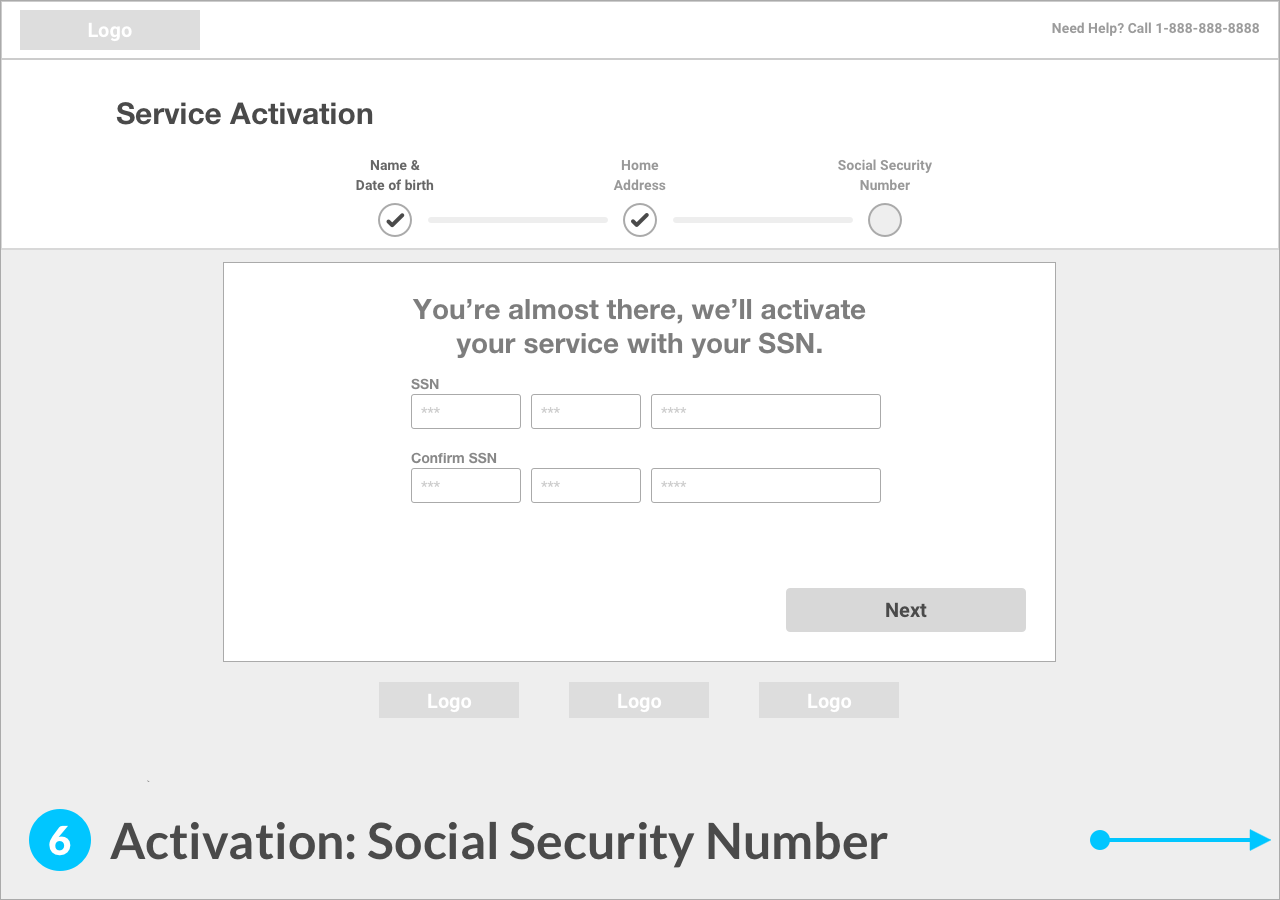 Logo
Need Help? Call 1-888-888-8888
Service Activation
Name &
Date of birth
Home
Address
Social Security
Number
You’re almost there, we’ll activate
your service with your SSN.
SSN
*** *** ****
Confirm SSN
*** *** ****
Next
Logo Logo Logo
6 Activation: Social Security Number